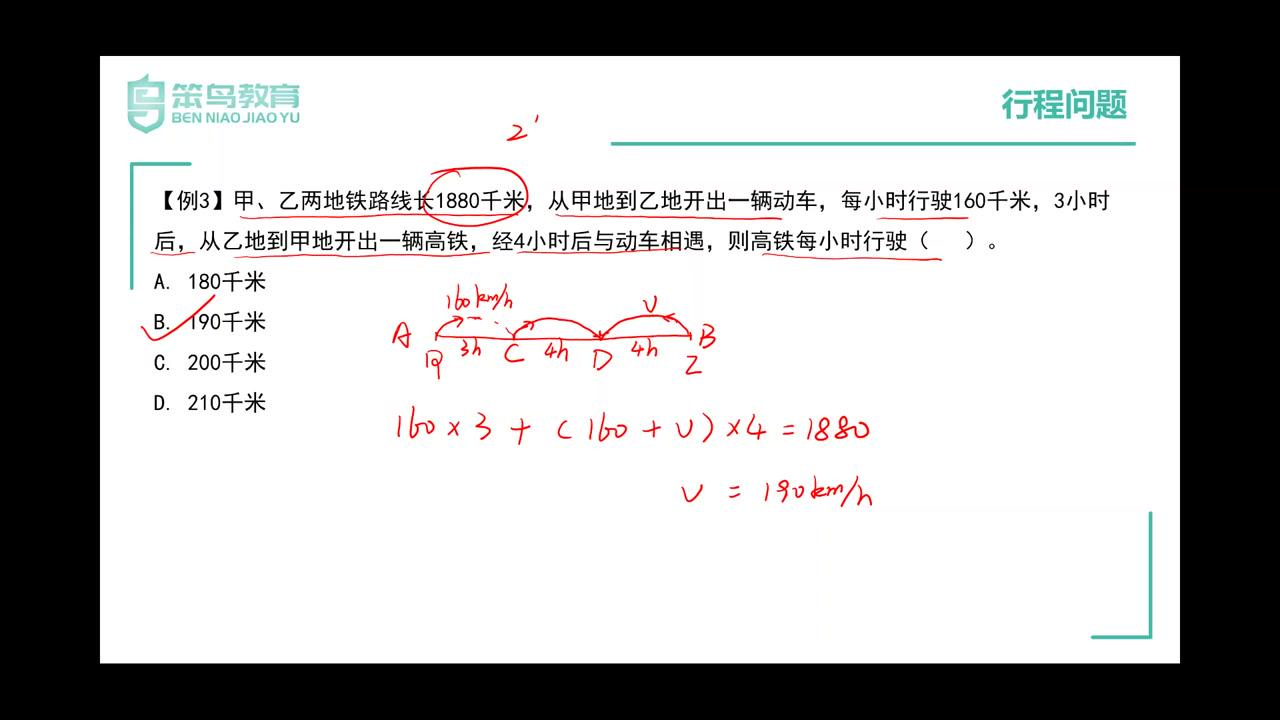 笨鸟教育
BEN NIAO JIAO YU
行程问题
2'
【例3】甲、乙两地铁路线长1880千米，从甲地到乙地开出一辆动车，每小时行驶160千米，3小时
后，从乙地到甲地开出一辆高铁，经4小时后与动车相遇，则高铁每小时行驶（ ）。
A. 180千米
B. 190千米
C. 200千米
D. 210千米
160km/h V
A 3h C 4h D 4h B
甲 乙
160 × 3 + (160 + V) × 4 = 1880
V = 190km/h